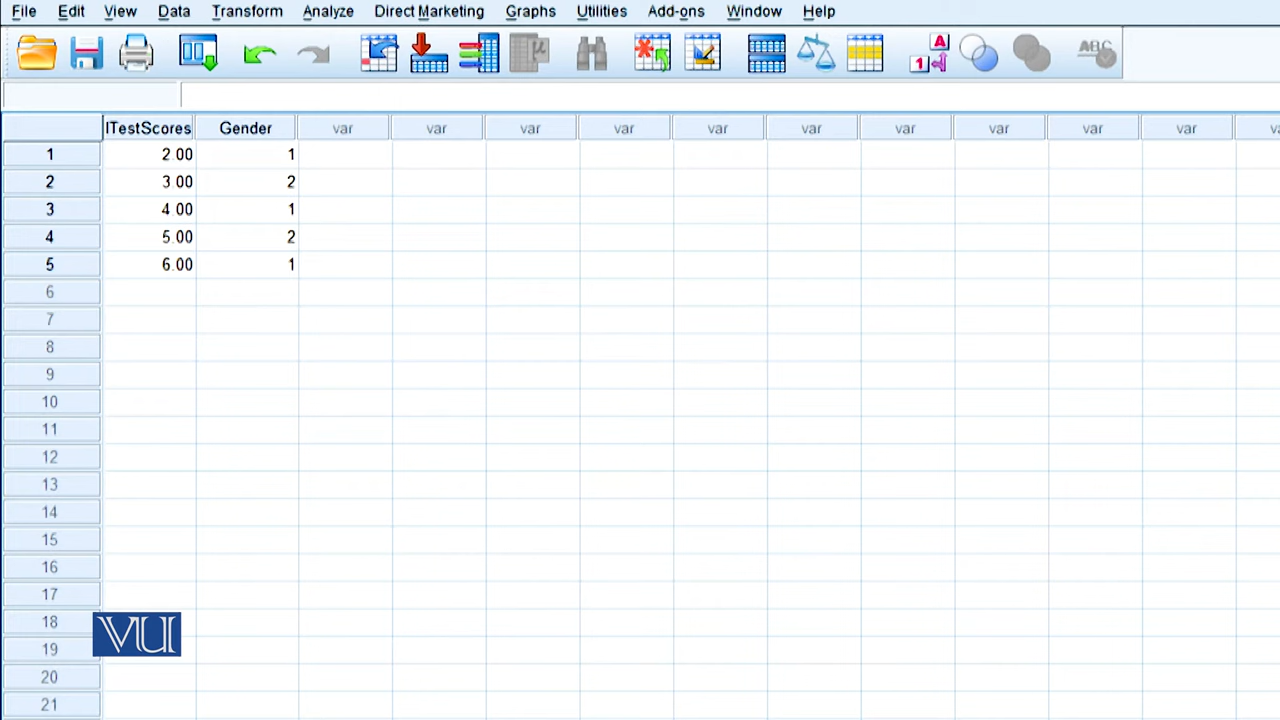 File Edit View Data Transform Analyze Direct Marketing Graphs Utilities Add-ons Window Help
A
1
μ
ABC
ITestScores Gender var var var var var var var var var var
1 2.00 1
2 3.00 2
3 4.00 1
4 5.00 2
5 6.00 1
6
7
8
9
10
11
12
13
14
15
16
17
18
19
20
21
VU